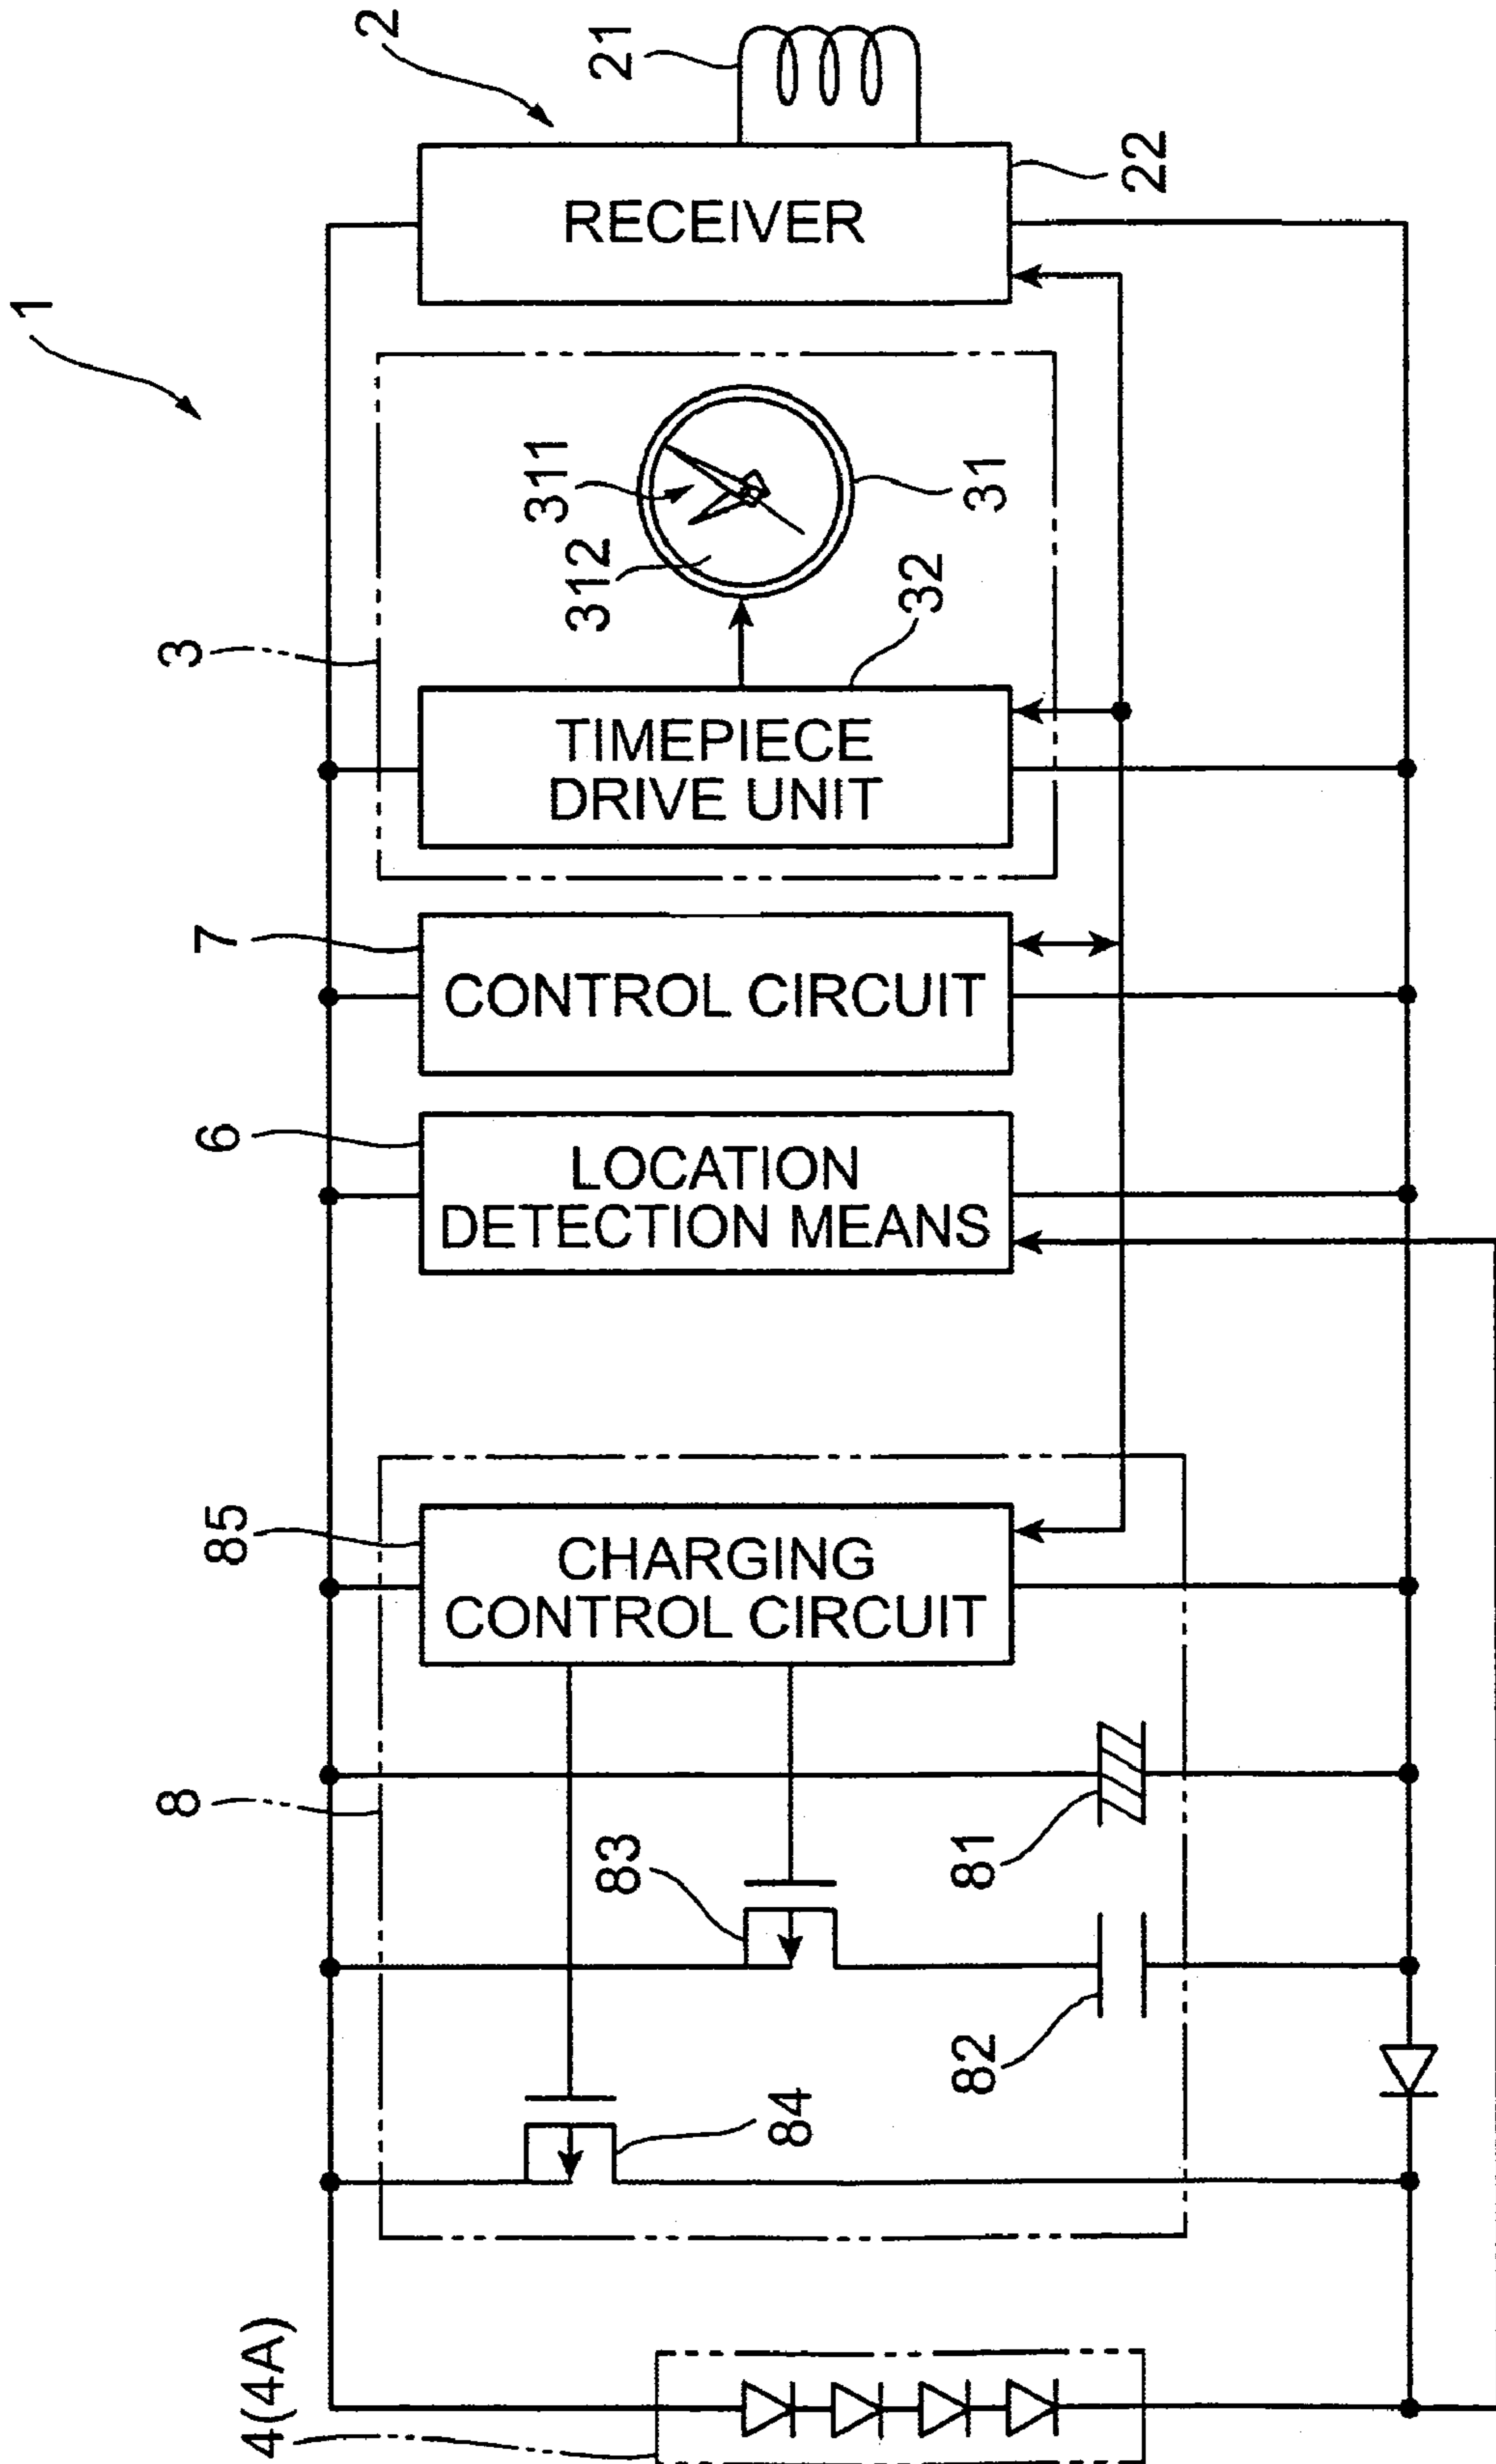 1
2
21
RECEIVER
22
3
311
312
31
32
TIMEPIECE
DRIVE UNIT
7
CONTROL CIRCUIT
6
LOCATION
DETECTION MEANS
85
CHARGING
CONTROL CIRCUIT
8
83
81
82
84
4(4A)